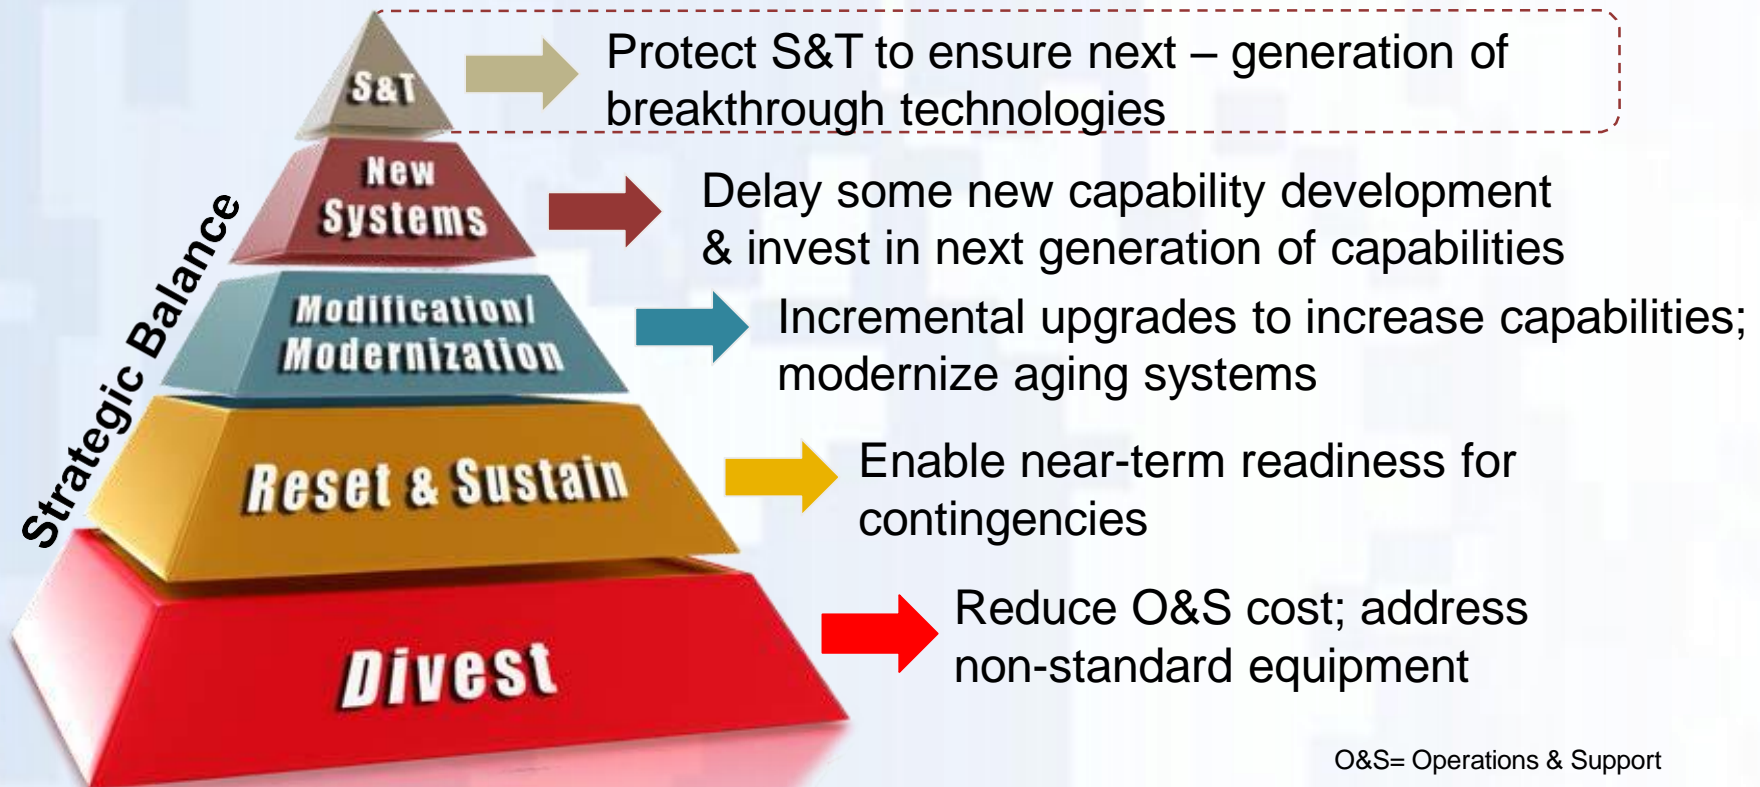 S&T
Protect S&T to ensure next – generation of
breakthrough technologies
New
Systems
Delay some new capability development
& invest in next generation of capabilities
Strategic Balance
Modification/
Modernization
Incremental upgrades to increase capabilities;
modernize aging systems
Reset & Sustain
Enable near-term readiness for
contingencies
Divest
Reduce O&S cost; address
non-standard equipment
O&S= Operations & Support